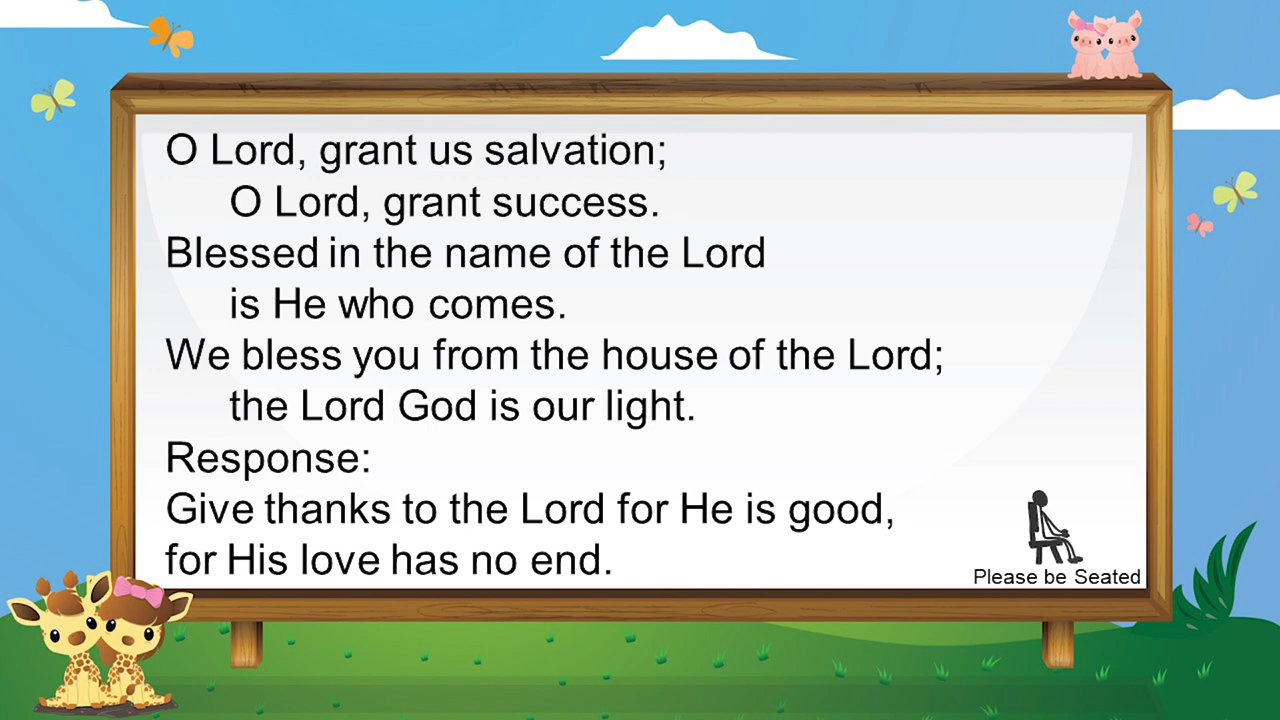 O Lord, grant us salvation;
O Lord, grant success.
Blessed in the name of the Lord
is He who comes.
We bless you from the house of the Lord;
the Lord God is our light.
Response:
Give thanks to the Lord for He is good,
for His love has no end.
Please be Seated